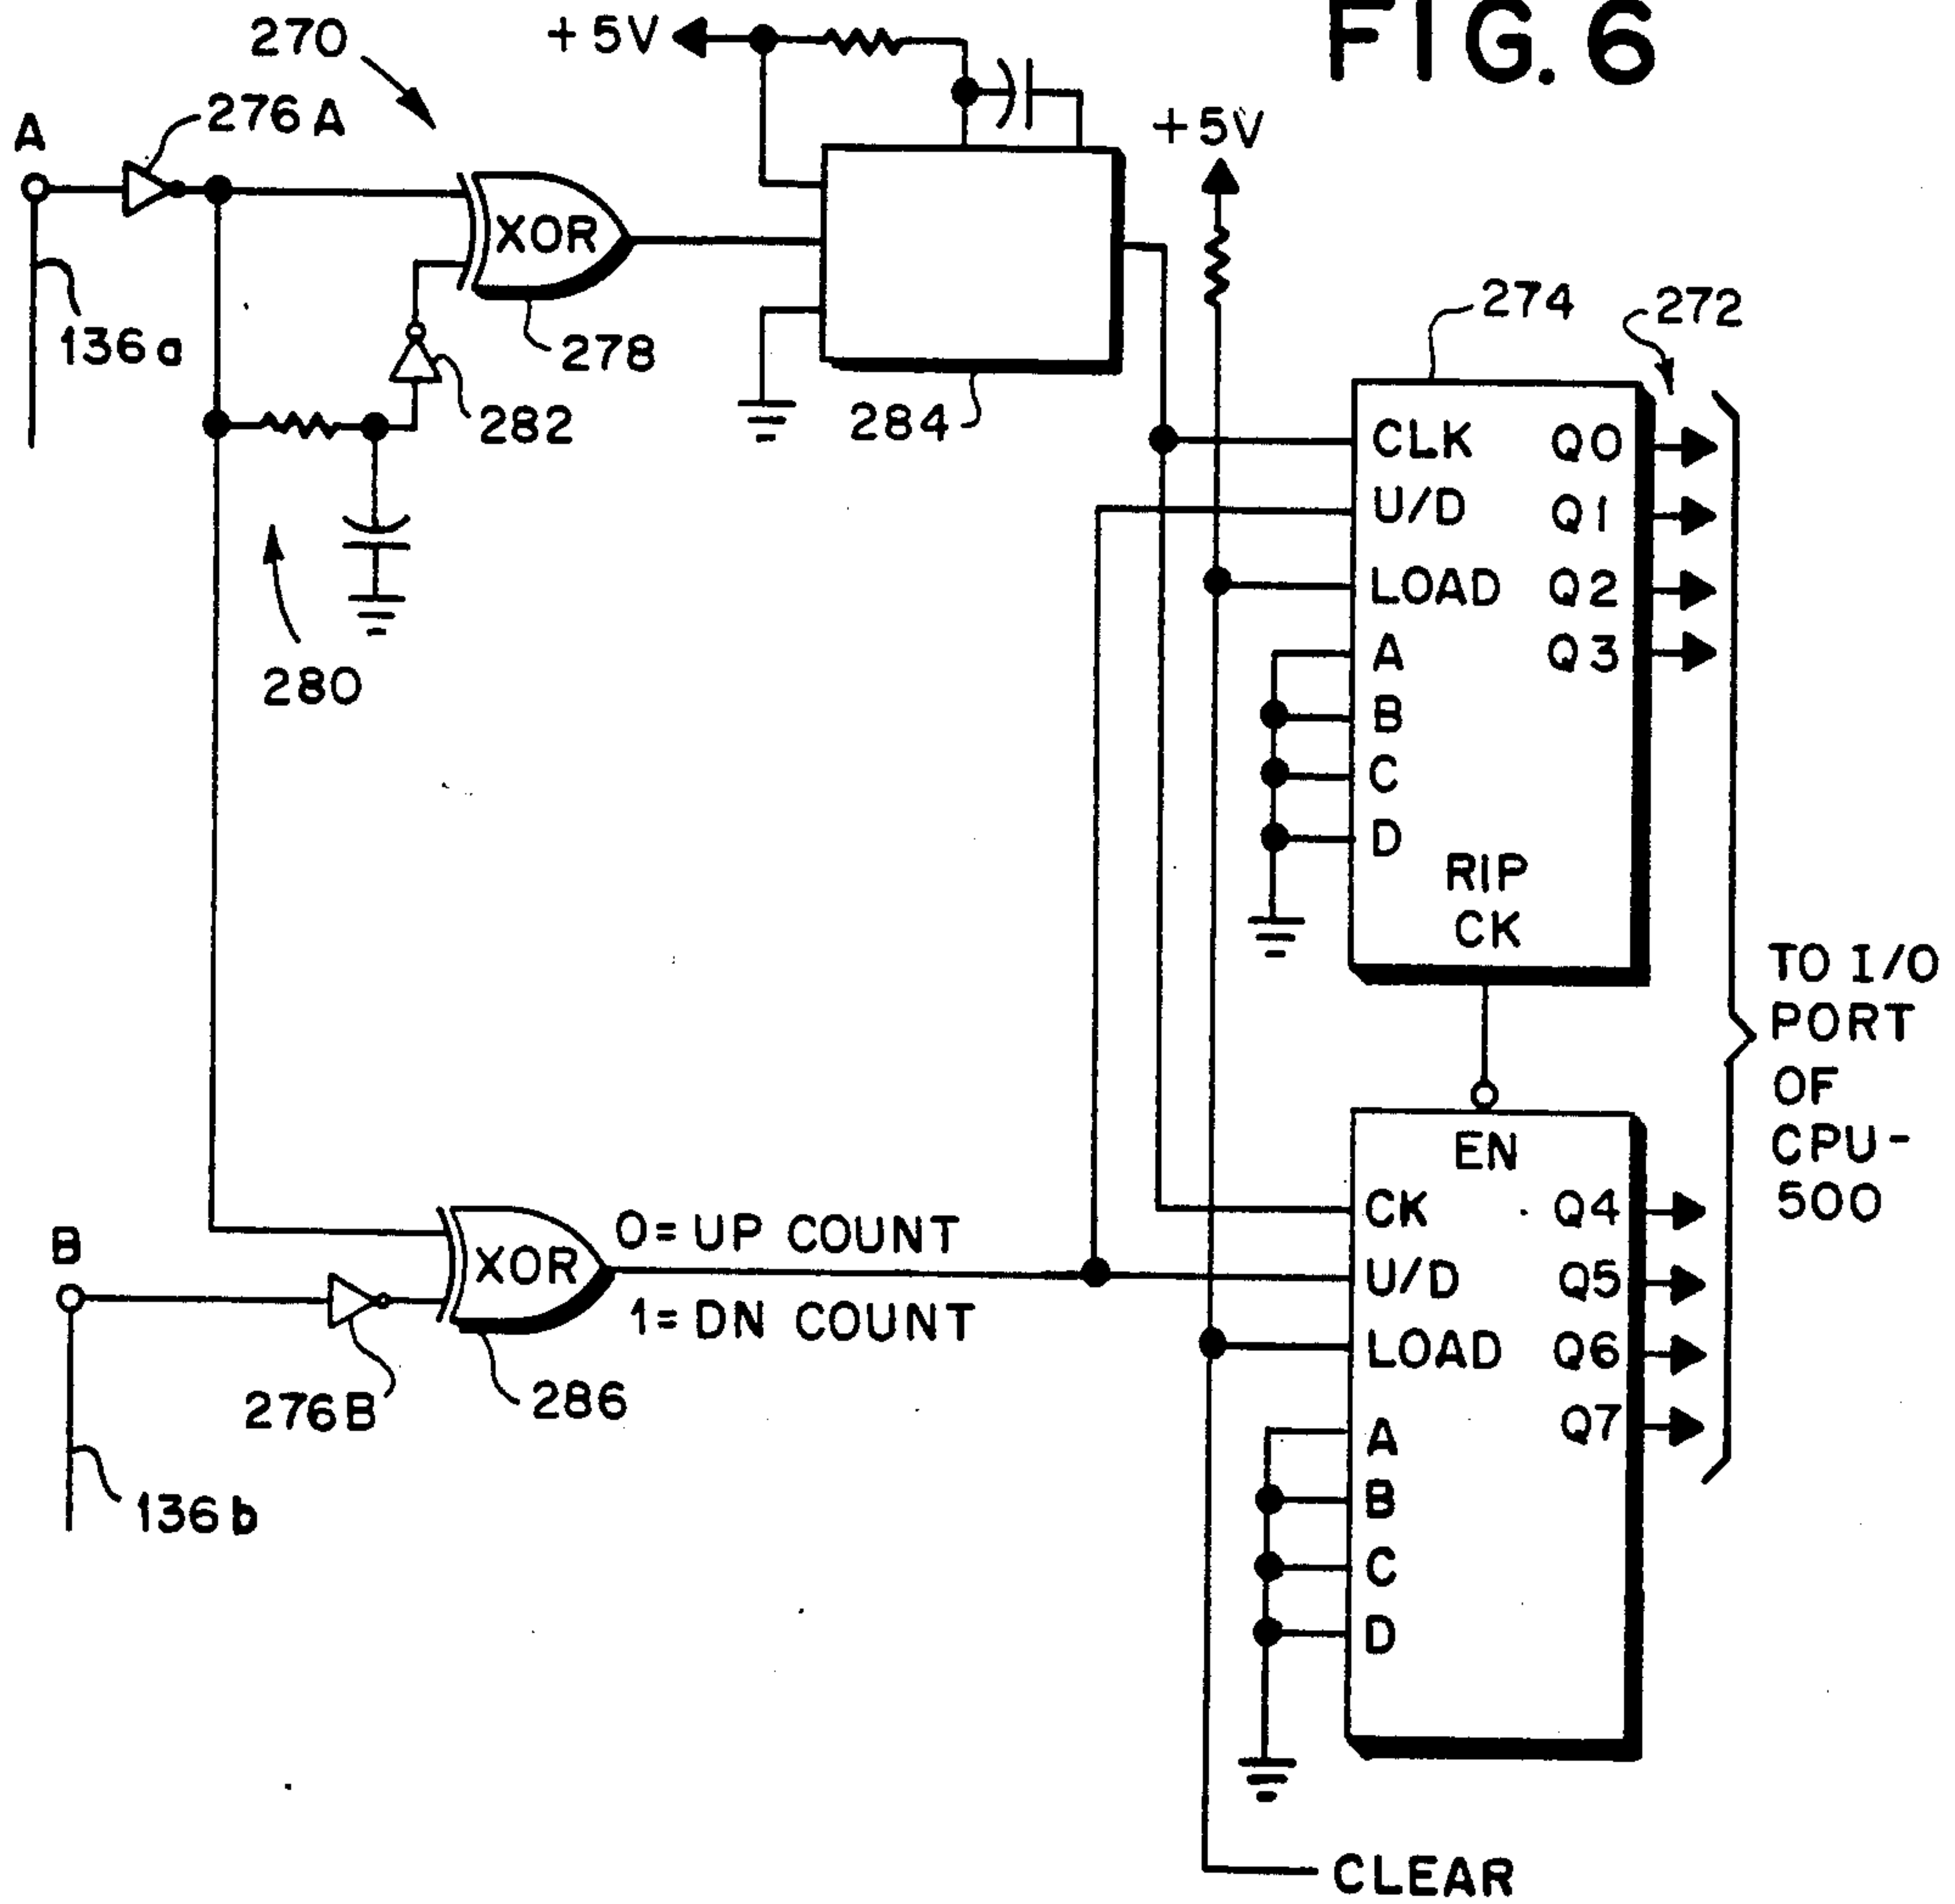 FIG. 6
270
+5V
276A
A
+5V
XOR
136a
278
282
284
274
272
CLK Q0
U/D Q1
LOAD Q2
A Q3
B
C
D
RIP
CK
280
TO I/O
PORT
OF
CPU-
500
EN
CK Q4
U/D Q5
LOAD Q6
A Q7
B
C
D
B
XOR
0= UP COUNT
1= DN COUNT
276B
286
136b
CLEAR